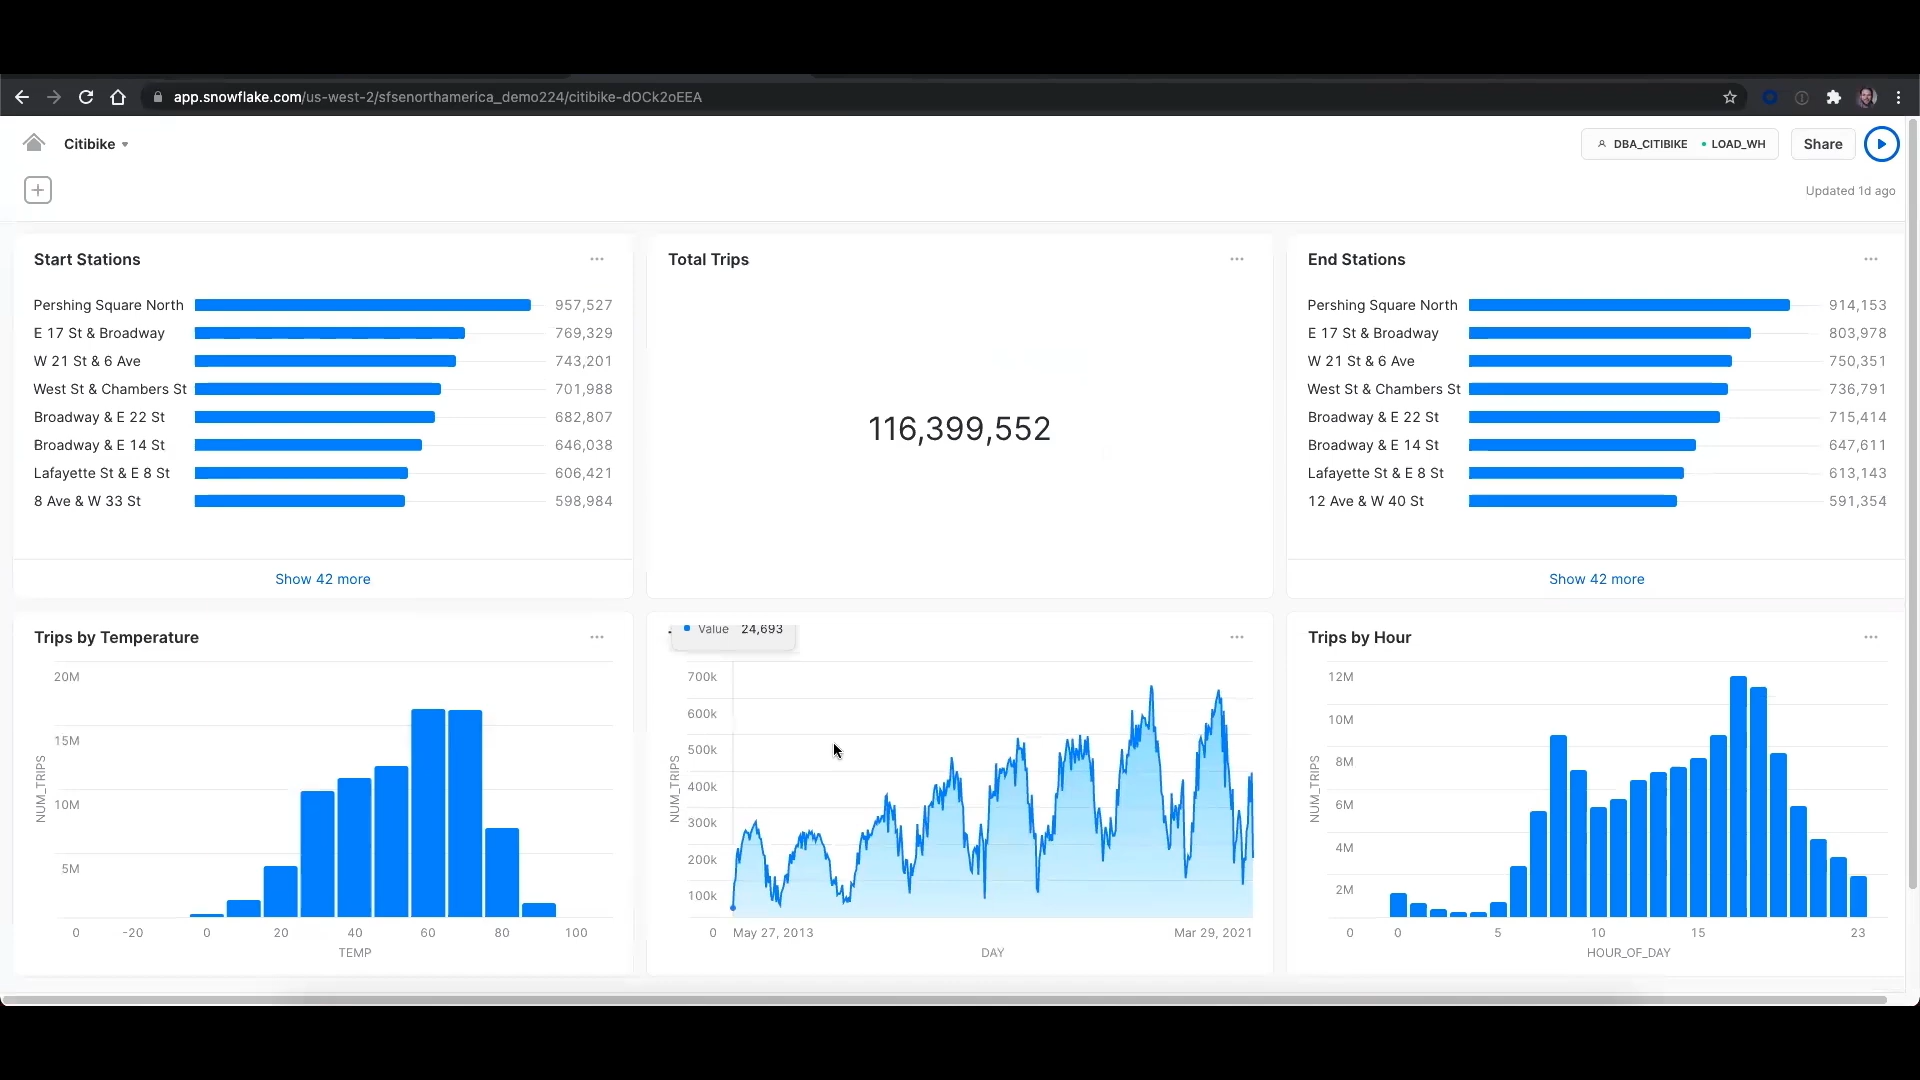 app.snowflake.com/us-west-2/sfsenorthamerica_demo224/citibike-dOCk2oEEA
Citibike
DBA_CITIBIKE LOAD_WH
Share
Updated 1d ago
Start Stations
Pershing Square North 957,527
E 17 St & Broadway 769,329
W 21 St & 6 Ave 743,201
West St & Chambers St 701,988
Broadway & E 22 St 682,807
Broadway & E 14 St 646,038
Lafayette St & E 8 St 606,421
8 Ave & W 33 St 598,984
Show 42 more
Total Trips
116,399,552
End Stations
Pershing Square North 914,153
E 17 St & Broadway 803,978
W 21 St & 6 Ave 750,351
West St & Chambers St 736,791
Broadway & E 22 St 715,414
Broadway & E 14 St 647,611
Lafayette St & E 8 St 613,143
12 Ave & W 40 St 591,354
Show 42 more
Trips by Temperature
20M
15M
10M
5M
0 -20 0 20 40 60 80 100
NUM_TRIPS
TEMP
Value 24,693
700k
600k
500k
400k
300k
200k
100k
0 May 27, 2013 Mar 29, 2021
NUM_TRIPS
DAY
Trips by Hour
12M
10M
8M
6M
4M
2M
0 0 5 10 15 23
NUM_TRIPS
HOUR_OF_DAY